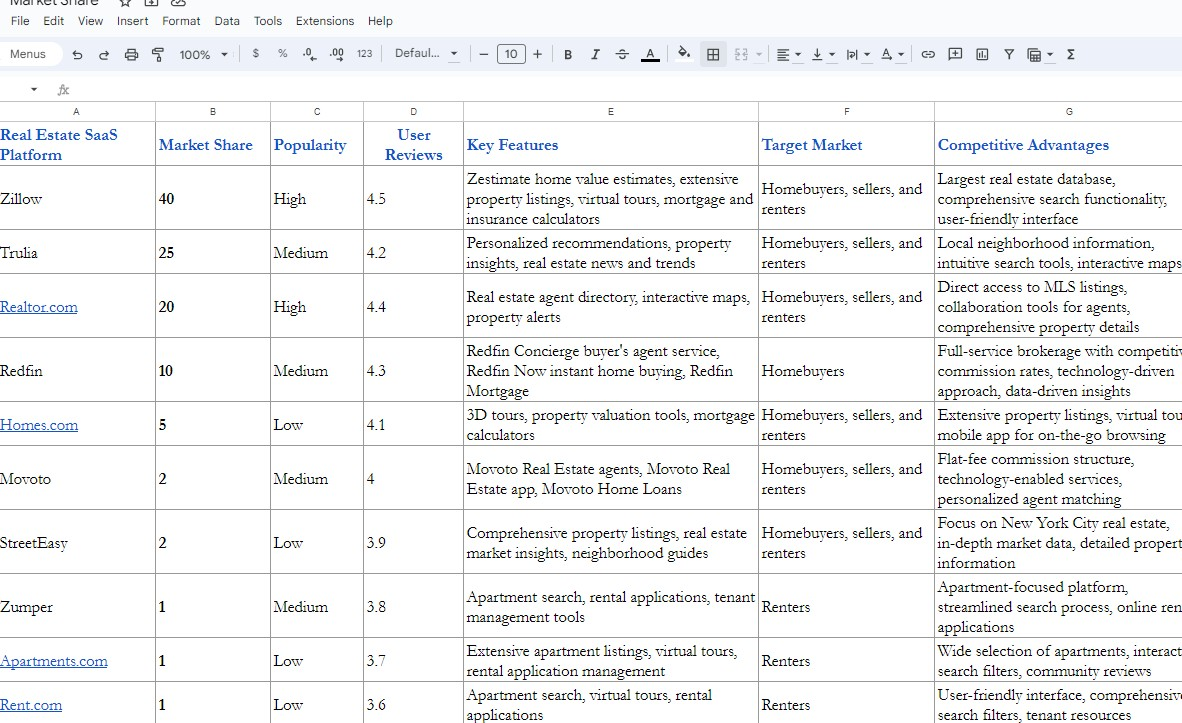 Market Share
File Edit View Insert Format Data Tools Extensions Help
Menus 100% $ % .0 .00 123 Defaul... − 10 + B I S A Σ
fx
A B C D E F G
Real Estate SaaS
Platform
Market Share
Popularity
User
Reviews
Key Features
Target Market
Competitive Advantages
Zillow
40
High
4.5
Zestimate home value estimates, extensive
property listings, virtual tours, mortgage and
insurance calculators
Homebuyers, sellers, and
renters
Largest real estate database,
comprehensive search functionality,
user-friendly interface
Trulia
25
Medium
4.2
Personalized recommendations, property
insights, real estate news and trends
Homebuyers, sellers, and
renters
Local neighborhood information,
intuitive search tools, interactive maps
Realtor.com
20
High
4.4
Real estate agent directory, interactive maps,
property alerts
Homebuyers, sellers, and
renters
Direct access to MLS listings,
collaboration tools for agents,
comprehensive property details
Redfin
10
Medium
4.3
Redfin Concierge buyer's agent service,
Redfin Now instant home buying, Redfin
Mortgage
Homebuyers
Full-service brokerage with competitiv
commission rates, technology-driven
approach, data-driven insights
Homes.com
5
Low
4.1
3D tours, property valuation tools, mortgage
calculators
Homebuyers, sellers, and
renters
Extensive property listings, virtual tou
mobile app for on-the-go browsing
Movoto
2
Medium
4
Movoto Real Estate agents, Movoto Real
Estate app, Movoto Home Loans
Homebuyers, sellers, and
renters
Flat-fee commission structure,
technology-enabled services,
personalized agent matching
StreetEasy
2
Low
3.9
Comprehensive property listings, real estate
market insights, neighborhood guides
Homebuyers, sellers, and
renters
Focus on New York City real estate,
in-depth market data, detailed propert
information
Zumper
1
Medium
3.8
Apartment search, rental applications, tenant
management tools
Renters
Apartment-focused platform,
streamlined search process, online ren
applications
Apartments.com
1
Low
3.7
Extensive apartment listings, virtual tours,
rental application management
Renters
Wide selection of apartments, interact
search filters, community reviews
Rent.com
1
Low
3.6
Apartment search, virtual tours, rental
applications
Renters
User-friendly interface, comprehensive
search filters, tenant resources